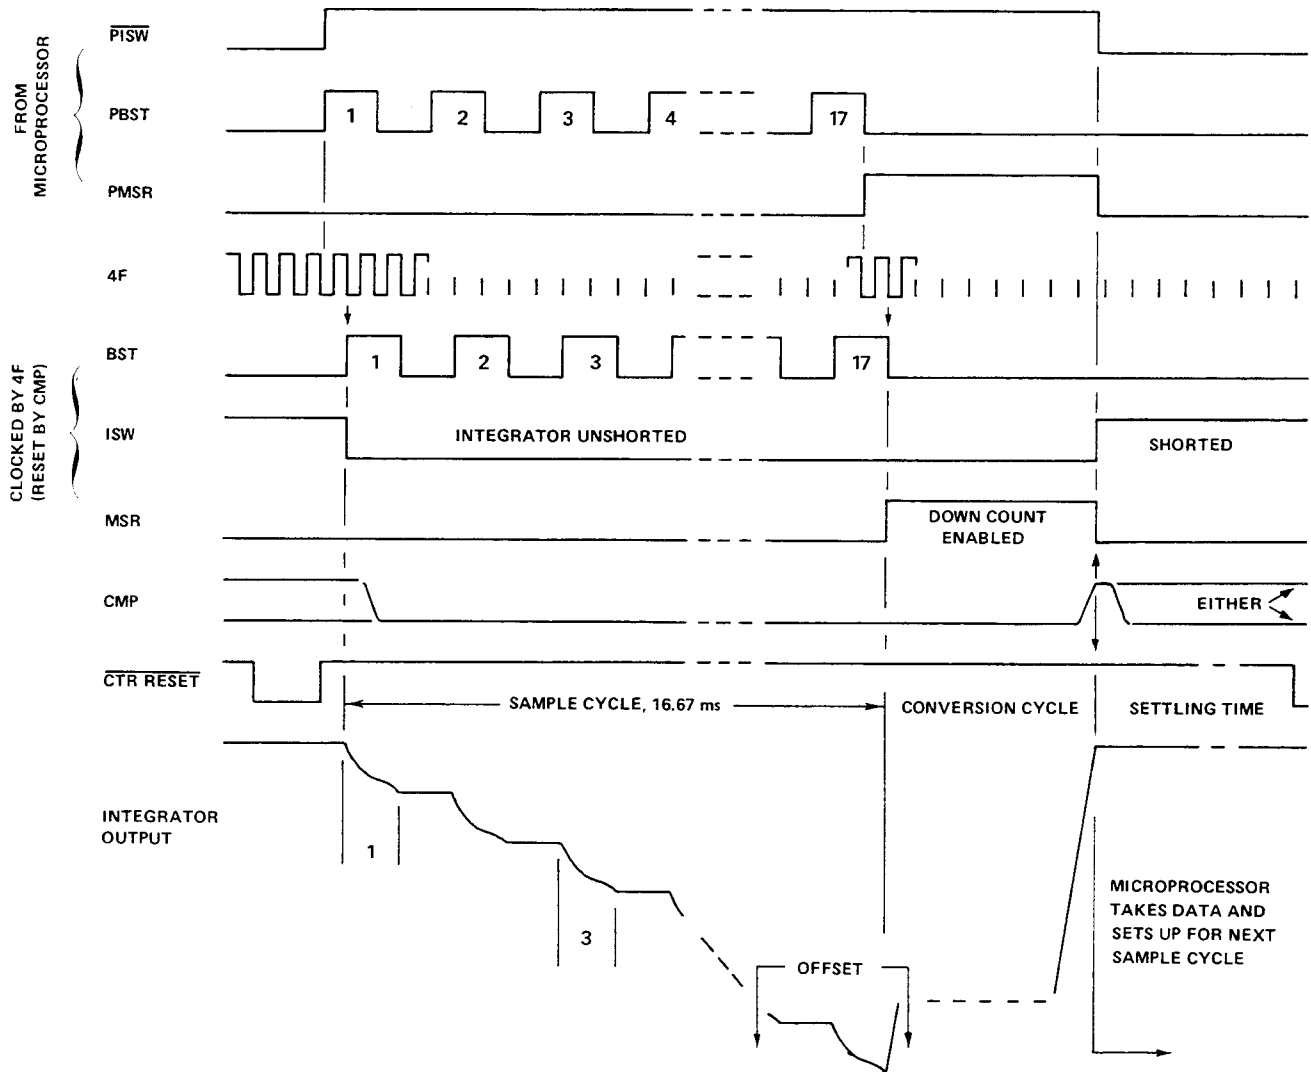 FROM
MICROPROCESSOR
PISW
PBST
1
2
3
4
17
PMSR
4F
CLOCKED BY 4F
(RESET BY CMP)
BST
1
2
3
17
ISW
INTEGRATOR UNSHORTED
SHORTED
MSR
DOWN COUNT
ENABLED
CMP
EITHER
CTR RESET
SAMPLE CYCLE, 16.67 ms
CONVERSION CYCLE
SETTLING TIME
INTEGRATOR
OUTPUT
1
3
OFFSET
MICROPROCESSOR
TAKES DATA AND
SETS UP FOR NEXT
SAMPLE CYCLE